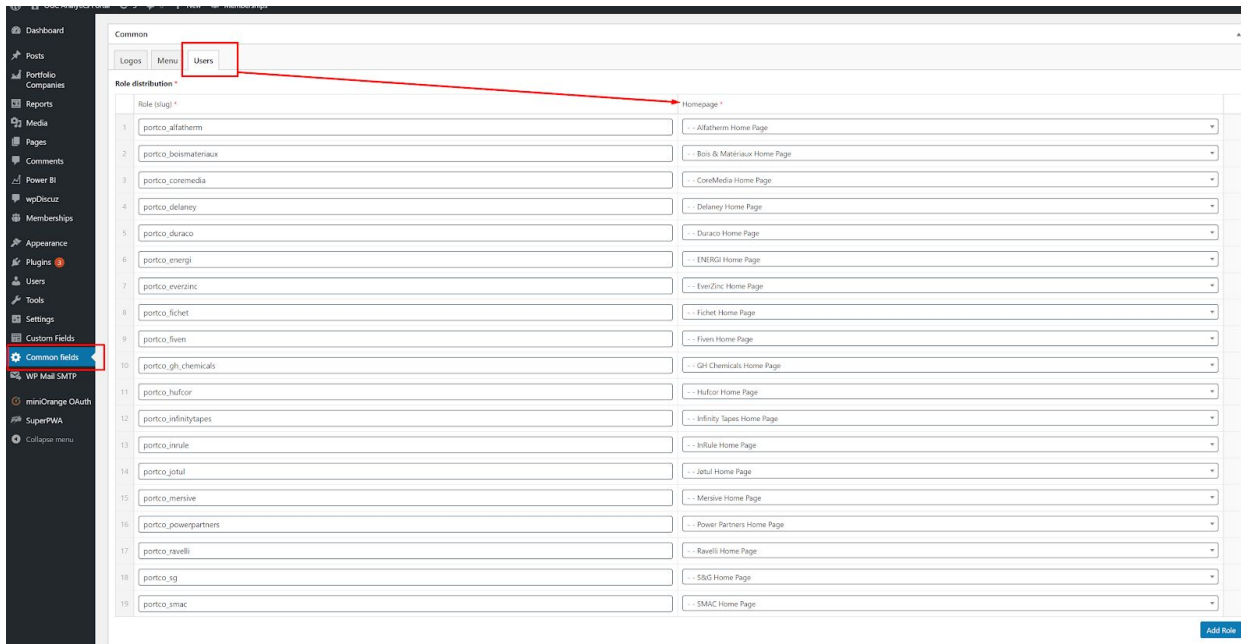 Dashboard
Posts
Portfolio
Companies
Reports
Media
Pages
Comments
Power BI
wpDiscuz
Memberships
Appearance
Plugins 3
Users
Tools
Settings
Custom Fields
Common fields
WP Mail SMTP
miniOrange OAuth
SuperPWA
Collapse menu
Common
Logos Menu Users
Role distribution *
Role (slug) * Homepage *
1 portco_alfatherm - - Alfatherm Home Page
2 portco_boismateriaux - - Bois & Matériaux Home Page
3 portco_coremedia - - CoreMedia Home Page
4 portco_delaney - - Delaney Home Page
5 portco_duraco - - Duraco Home Page
6 portco_energi - - ENERGI Home Page
7 portco_everzinc - - EverZinc Home Page
8 portco_fichet - - Fichet Home Page
9 portco_fiven - - Fiven Home Page
10 portco_gh_chemicals - - GH Chemicals Home Page
11 portco_hufcor - - Hufcor Home Page
12 portco_infinitytapes - - Infinity Tapes Home Page
13 portco_inrule - - InRule Home Page
14 portco_jotul - - Jøtul Home Page
15 portco_mersive - - Mersive Home Page
16 portco_powerpartners - - Power Partners Home Page
17 portco_ravelli - - Ravelli Home Page
18 portco_sg - - S&G Home Page
19 portco_smac - - SMAC Home Page
Add Role